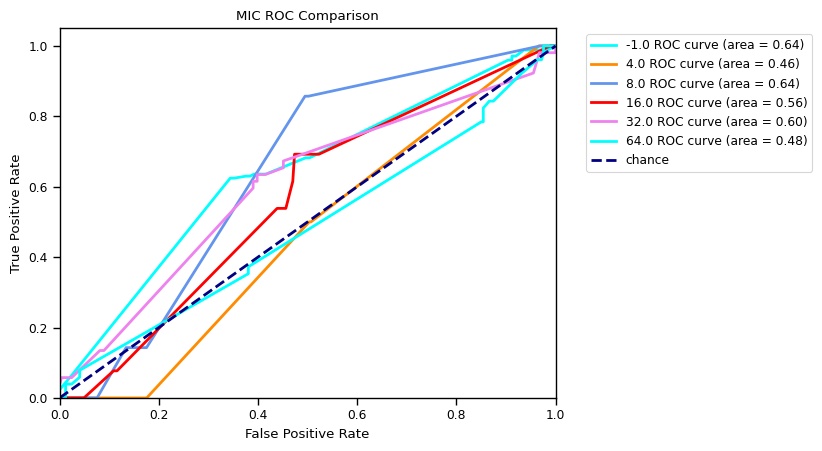 MIC ROC Comparison
True Positive Rate
1.0
0.8
0.6
0.4
0.2
0.0
0.0 0.2 0.4 0.6 0.8 1.0
False Positive Rate
-1.0 ROC curve (area = 0.64)
4.0 ROC curve (area = 0.46)
8.0 ROC curve (area = 0.64)
16.0 ROC curve (area = 0.56)
32.0 ROC curve (area = 0.60)
64.0 ROC curve (area = 0.48)
chance